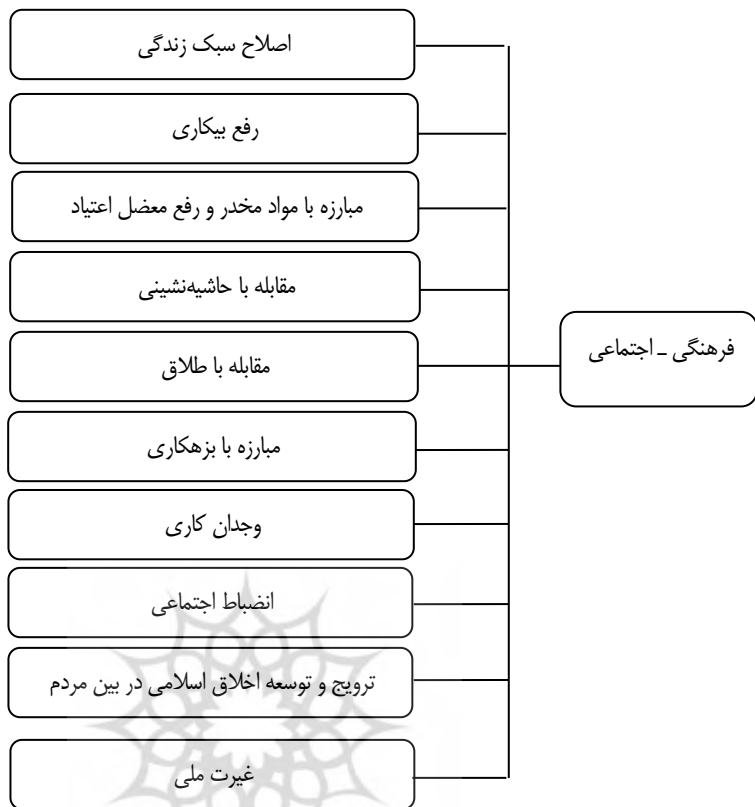 فرهنگی ـ اجتماعی
اصلاح سبک زندگی
رفع بیکاری
مبارزه با مواد مخدر و رفع معضل اعتیاد
مقابله با حاشیه‌نشینی
مقابله با طلاق
مبارزه با بزهکاری
وجدان کاری
انضباط اجتماعی
ترویج و توسعه اخلاق اسلامی در بین مردم
غیرت ملی